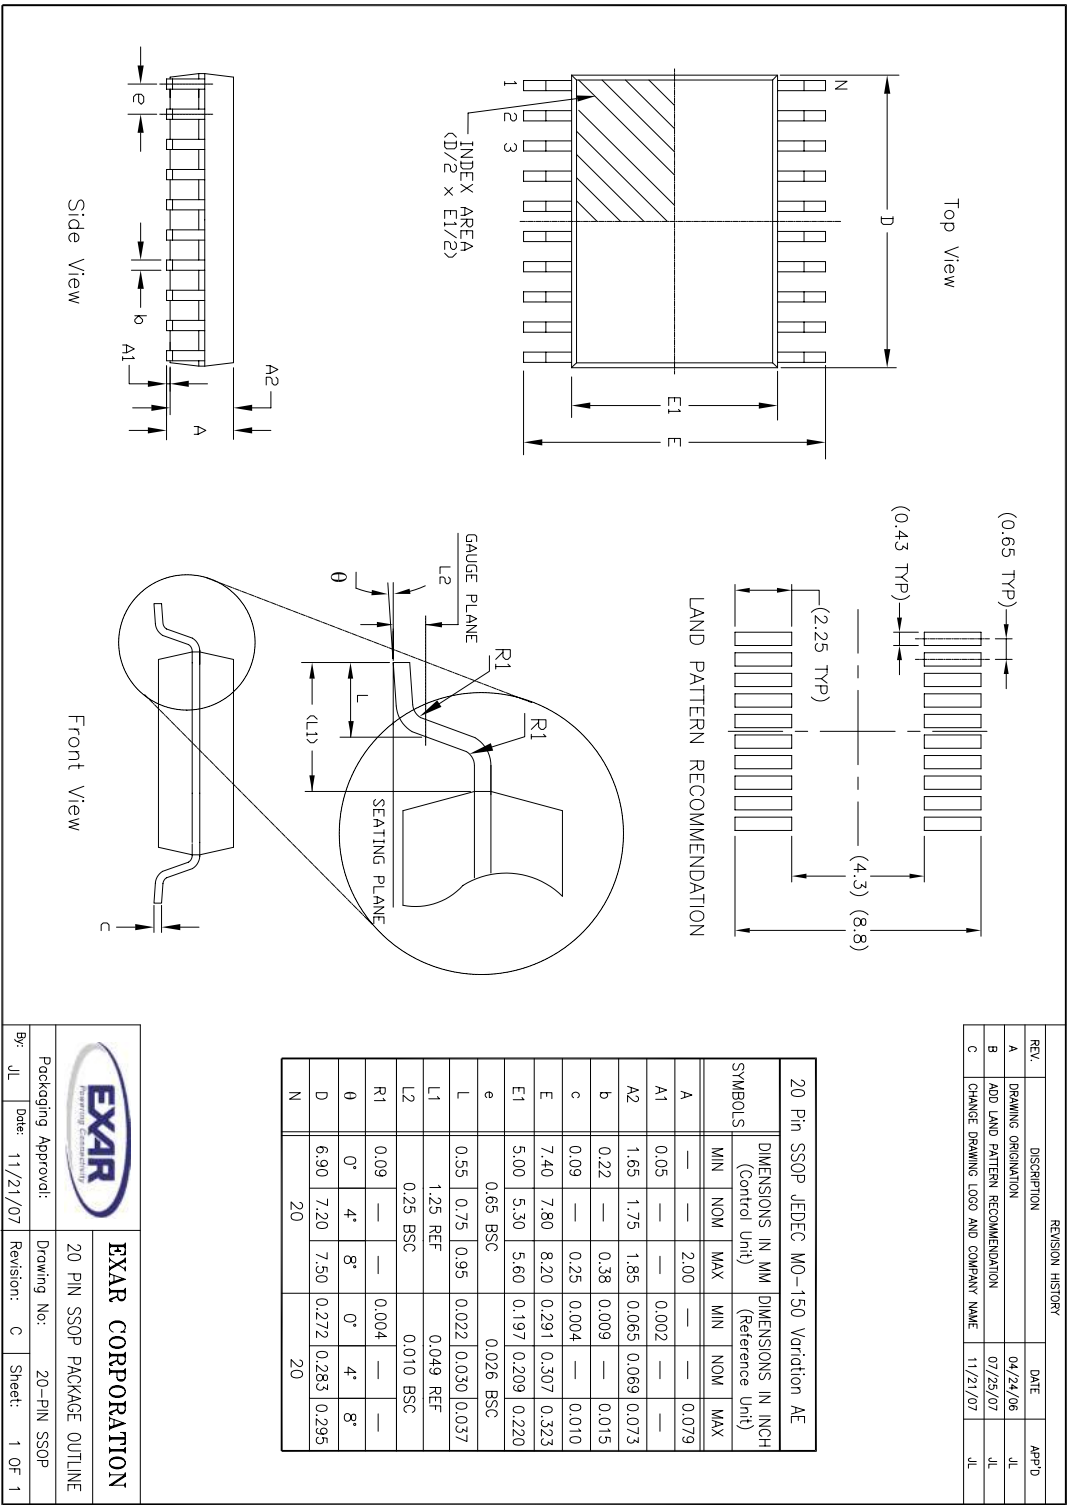 Top View
N
D
1
2
3
INDEX AREA
(D/2 x E1/2)
E1
E
Side View
e
b
A1
A2
A
(0.65 TYP)
(0.43 TYP)
(2.25 TYP)
(4.3)
(8.8)
LAND PATTERN RECOMMENDATION
GAUGE PLANE
L2
θ
R1
R1
L
(L1)
SEATING PLANE
Front View
c
REVISION HISTORY
REV. DISCRIPTION DATE APP'D
A DRAWING ORIGINATION 04/24/06 JL
B ADD LAND PATTERN RECOMMENDATION 07/25/07 JL
C CHANGE DRAWING LOGO AND COMPANY NAME 11/21/07 JL
20 Pin SSOP JEDEC MO-150 Variation AE
SYMBOLS DIMENSIONS IN MM (Control Unit) DIMENSIONS IN INCH (Reference Unit)
MIN NOM MAX MIN NOM MAX
A — — 2.00 — — 0.079
A1 0.05 — — 0.002 — —
A2 1.65 1.75 1.85 0.065 0.069 0.073
b 0.22 — 0.38 0.009 — 0.015
c 0.09 — 0.25 0.004 — 0.010
E 7.40 7.80 8.20 0.291 0.307 0.323
E1 5.00 5.30 5.60 0.197 0.209 0.220
e 0.65 BSC 0.026 BSC
L 0.55 0.75 0.95 0.022 0.030 0.037
L1 1.25 REF 0.049 REF
L2 0.25 BSC 0.010 BSC
R1 0.09 — — 0.004 — —
θ 0° 4° 8° 0° 4° 8°
D 6.90 7.20 7.50 0.272 0.283 0.295
N 20 20
EXAR
Powering Connectivity
EXAR CORPORATION
20 PIN SSOP PACKAGE OUTLINE
Packaging Approval:
Drawing No: 20-PIN SSOP
By: JL Date: 11/21/07 Revision: C Sheet: 1 OF 1